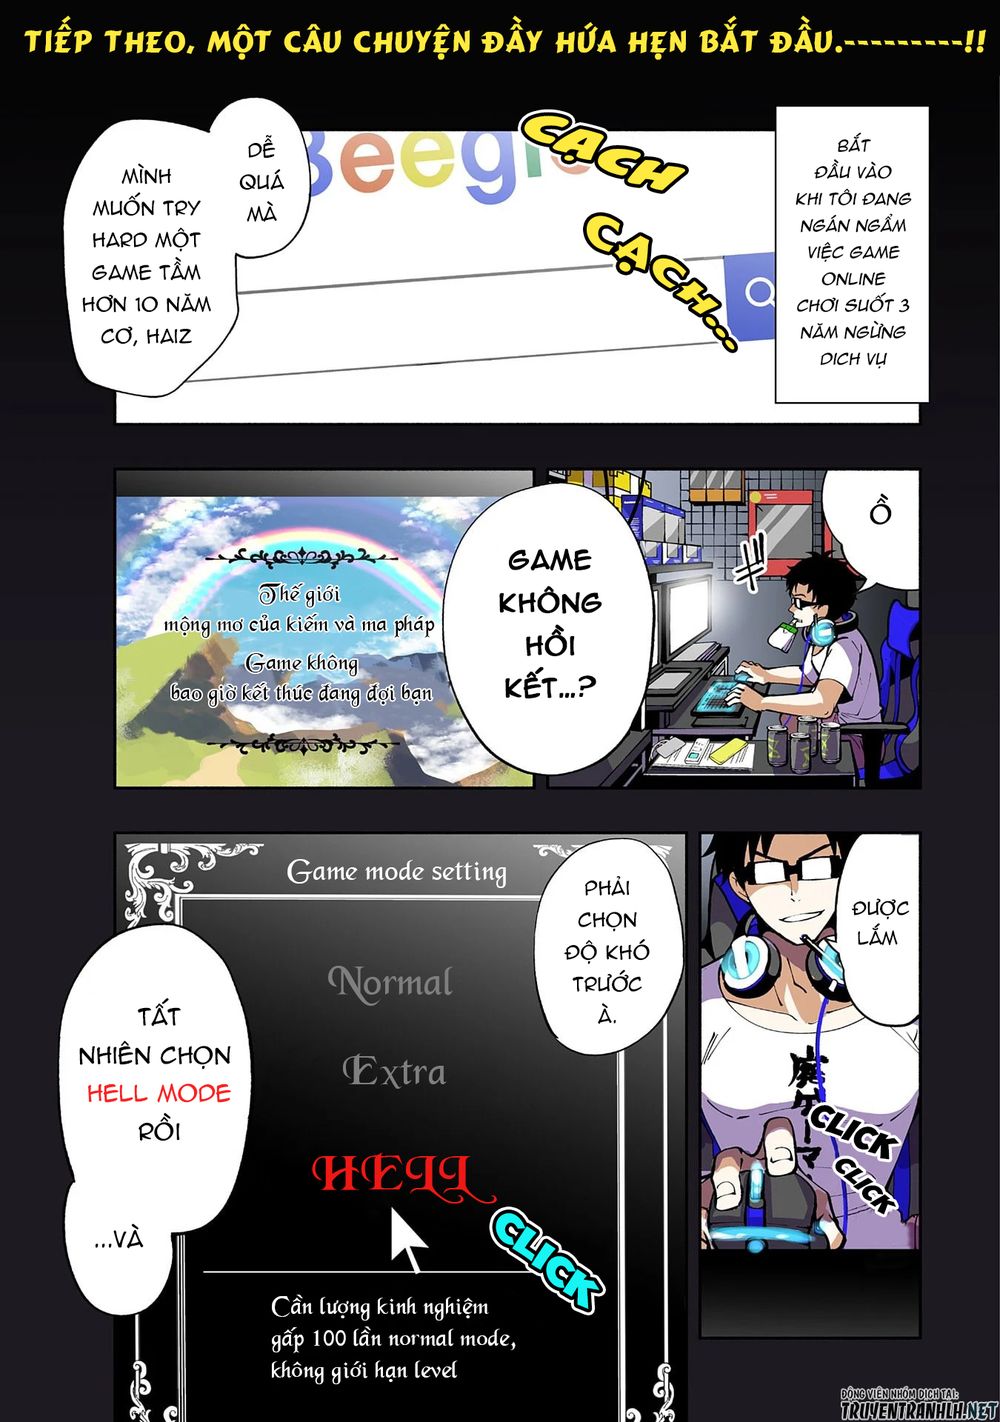 TIẾP THEO, MỘT CÂU CHUYỆN ĐẦY HỨA HẸN BẮT ĐẦU.---------!!
BẮT
ĐẦU VÀO
KHI TÔI ĐANG
NGÁN NGẨM
VIỆC GAME
ONLINE
CHƠI SUỐT 3
NĂM NGỪNG
DICH VỤ
Beegle
CẠCH
CẠCH...
DỄ
QUÁ
MÀ
MÌNH
MUỐN TRY
HARD MỘT
GAME TẦM
HƠN 10 NĂM
CƠ, HAIZ
Ồ
GAME
KHÔNG
HỒI
KẾT...?
Thế giới
mộng mơ của kiếm và ma pháp
Game không
bao giờ kết thúc đang đợi bạn
ĐƯỢC
LẮM
CLICK
CLICK
PHẢI
CHỌN
ĐỘ KHÓ
TRƯỚC
À.
Game mode setting
Normal
Extra
HELL
CLICK
Cần lượng kinh nghiệm
gấp 100 lần normal mode,
không giới hạn level
TẤT
NHIÊN CHỌN
HELL MODE
RỒI
...VÀ
ĐỘNG VIÊN NHÓM DỊCH TẠI:
TRUYENTRANHLH.NET